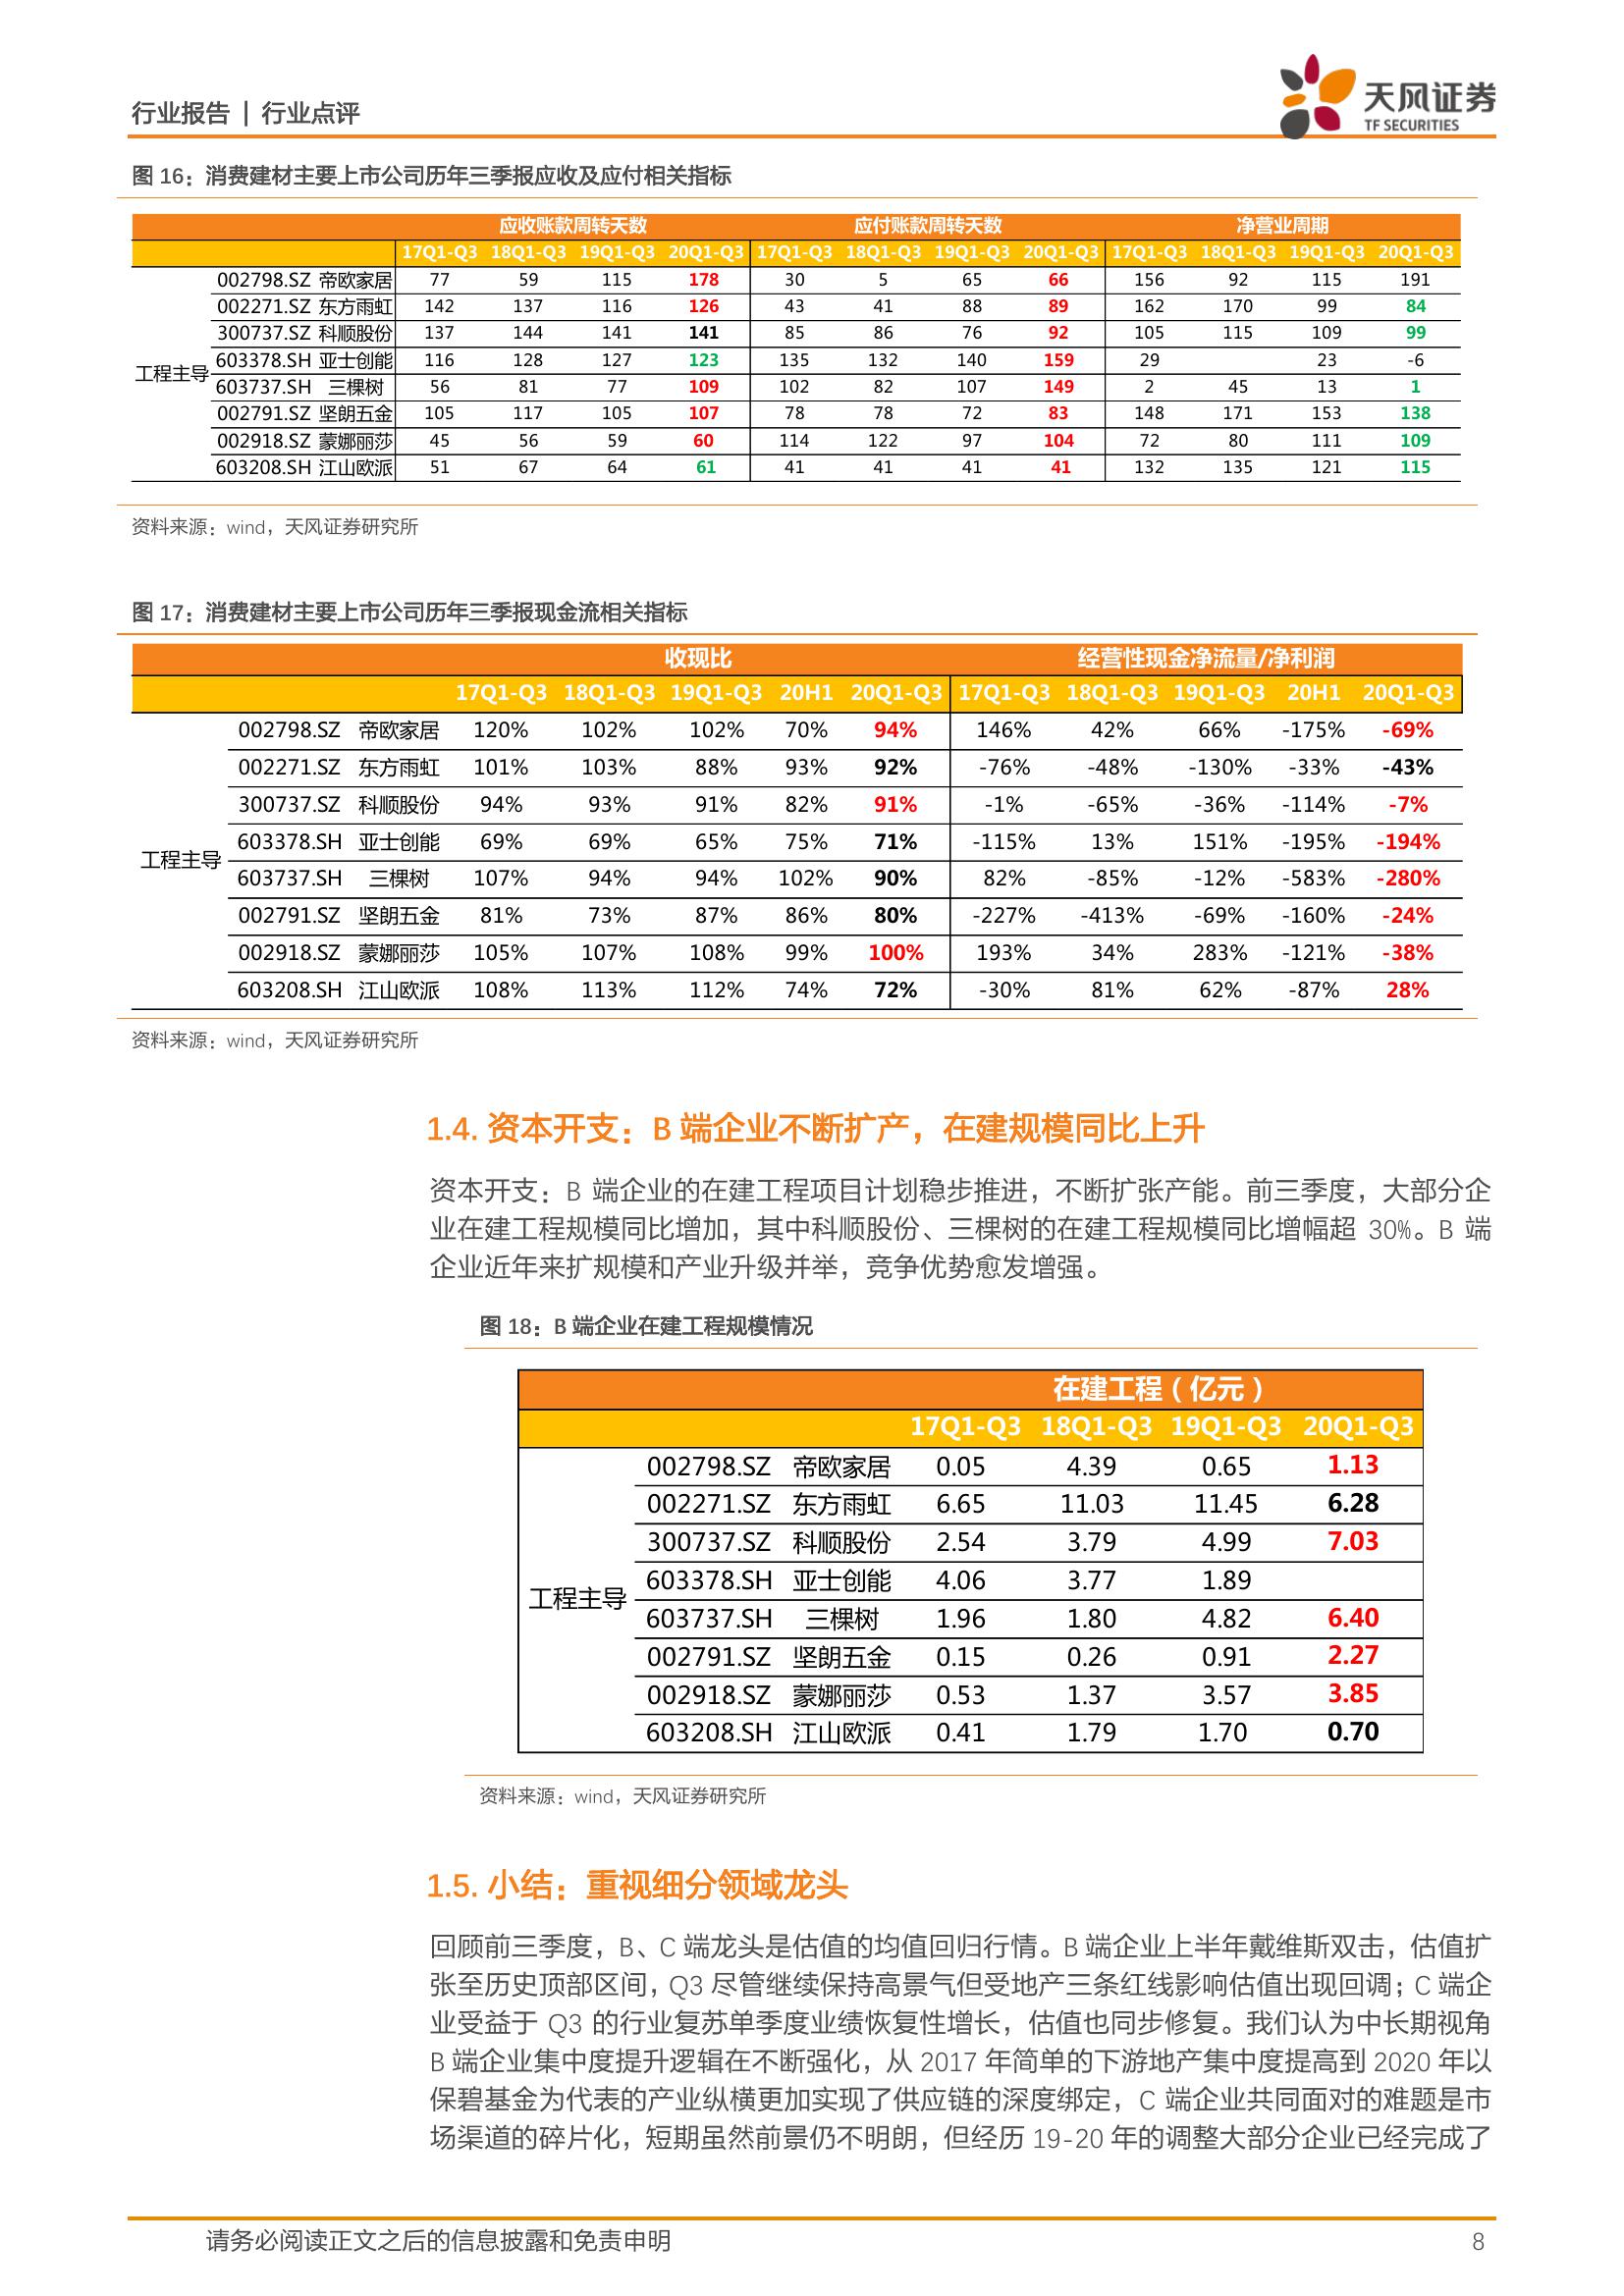 行业报告 | 行业点评
天风证券
TF SECURITIES
图 16：消费建材主要上市公司历年三季报应收及应付相关指标
应收账款周转天数 应付账款周转天数 净营业周期
17Q1-Q3 18Q1-Q3 19Q1-Q3 20Q1-Q3 17Q1-Q3 18Q1-Q3 19Q1-Q3 20Q1-Q3 17Q1-Q3 18Q1-Q3 19Q1-Q3 20Q1-Q3
工程主导
002798.SZ 帝欧家居 77 59 115 178 30 5 65 66 156 92 115 191
002271.SZ 东方雨虹 142 137 116 126 43 41 88 89 162 170 99 84
300737.SZ 科顺股份 137 144 141 141 85 86 76 92 105 115 109 99
603378.SH 亚士创能 116 128 127 123 135 132 140 159 29 23 -6
603737.SH 三棵树 56 81 77 109 102 82 107 149 2 45 13 1
002791.SZ 坚朗五金 105 117 105 107 78 78 72 83 148 171 153 138
002918.SZ 蒙娜丽莎 45 56 59 60 114 122 97 104 72 80 111 109
603208.SH 江山欧派 51 67 64 61 41 41 41 41 132 135 121 115
资料来源：wind，天风证券研究所
图 17：消费建材主要上市公司历年三季报现金流相关指标
收现比 经营性现金净流量/净利润
17Q1-Q3 18Q1-Q3 19Q1-Q3 20H1 20Q1-Q3 17Q1-Q3 18Q1-Q3 19Q1-Q3 20H1 20Q1-Q3
工程主导
002798.SZ 帝欧家居 120% 102% 102% 70% 94% 146% 42% 66% -175% -69%
002271.SZ 东方雨虹 101% 103% 88% 93% 92% -76% -48% -130% -33% -43%
300737.SZ 科顺股份 94% 93% 91% 82% 91% -1% -65% -36% -114% -7%
603378.SH 亚士创能 69% 69% 65% 75% 71% -115% 13% 151% -195% -194%
603737.SH 三棵树 107% 94% 94% 102% 90% 82% -85% -12% -583% -280%
002791.SZ 坚朗五金 81% 73% 87% 86% 80% -227% -413% -69% -160% -24%
002918.SZ 蒙娜丽莎 105% 107% 108% 99% 100% 193% 34% 283% -121% -38%
603208.SH 江山欧派 108% 113% 112% 74% 72% -30% 81% 62% -87% 28%
资料来源：wind，天风证券研究所
1.4. 资本开支：B 端企业不断扩产，在建规模同比上升
资本开支：B 端企业的在建工程项目计划稳步推进，不断扩张产能。前三季度，大部分企
业在建工程规模同比增加，其中科顺股份、三棵树的在建工程规模同比增幅超 30%。B 端
企业近年来扩规模和产业升级并举，竞争优势愈发增强。
图 18：B 端企业在建工程规模情况
在建工程（亿元）
17Q1-Q3 18Q1-Q3 19Q1-Q3 20Q1-Q3
工程主导
002798.SZ 帝欧家居 0.05 4.39 0.65 1.13
002271.SZ 东方雨虹 6.65 11.03 11.45 6.28
300737.SZ 科顺股份 2.54 3.79 4.99 7.03
603378.SH 亚士创能 4.06 3.77 1.89
603737.SH 三棵树 1.96 1.80 4.82 6.40
002791.SZ 坚朗五金 0.15 0.26 0.91 2.27
002918.SZ 蒙娜丽莎 0.53 1.37 3.57 3.85
603208.SH 江山欧派 0.41 1.79 1.70 0.70
资料来源：wind，天风证券研究所
1.5. 小结：重视细分领域龙头
回顾前三季度，B、C 端龙头是估值的均值回归行情。B 端企业上半年戴维斯双击，估值扩
张至历史顶部区间，Q3 尽管继续保持高景气但受地产三条红线影响估值出现回调；C 端企
业受益于 Q3 的行业复苏单季度业绩恢复性增长，估值也同步修复。我们认为中长期视角
B 端企业集中度提升逻辑在不断强化，从 2017 年简单的下游地产集中度提高到 2020 年以
保碧基金为代表的产业纵横更加实现了供应链的深度绑定，C 端企业共同面对的难题是市
场渠道的碎片化，短期虽然前景仍不明朗，但经历 19-20 年的调整大部分企业已经完成了
请务必阅读正文之后的信息披露和免责申明 8